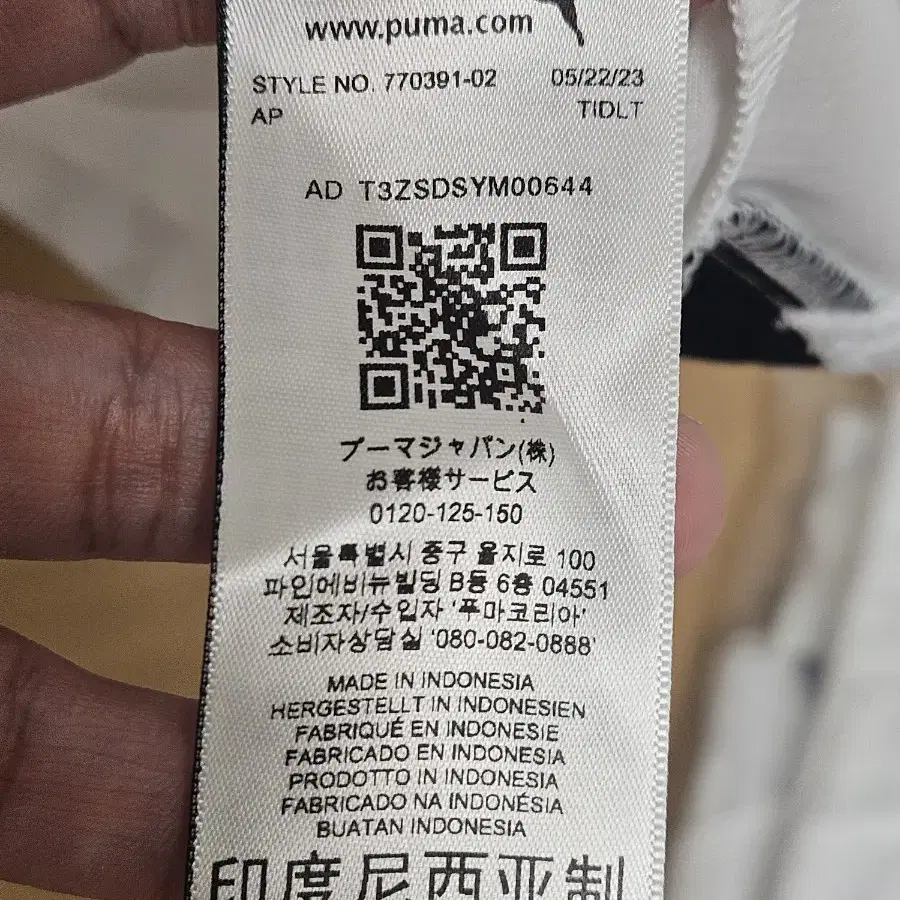 www.puma.com
STYLE NO. 770391-02 05/22/23
AP TIDLT
AD T3ZSDSYM00644
プーマジャパン(株)
お客様サービス
0120-125-150
서울특별시 중구 을지로 100
파인에비뉴빌딩 B동 6층 04551
제조자/수입자 '푸마코리아'
소비자상담실 '080-082-0888'
MADE IN INDONESIA
HERGESTELLT IN INDONESIEN
FABRIQUÉ EN INDONESIE
FABRICADO EN INDONESIA
PRODOTTO IN INDONESIA
FABRICADO NA INDONÉSIA
BUATAN INDONESIA
印度尼西亚制